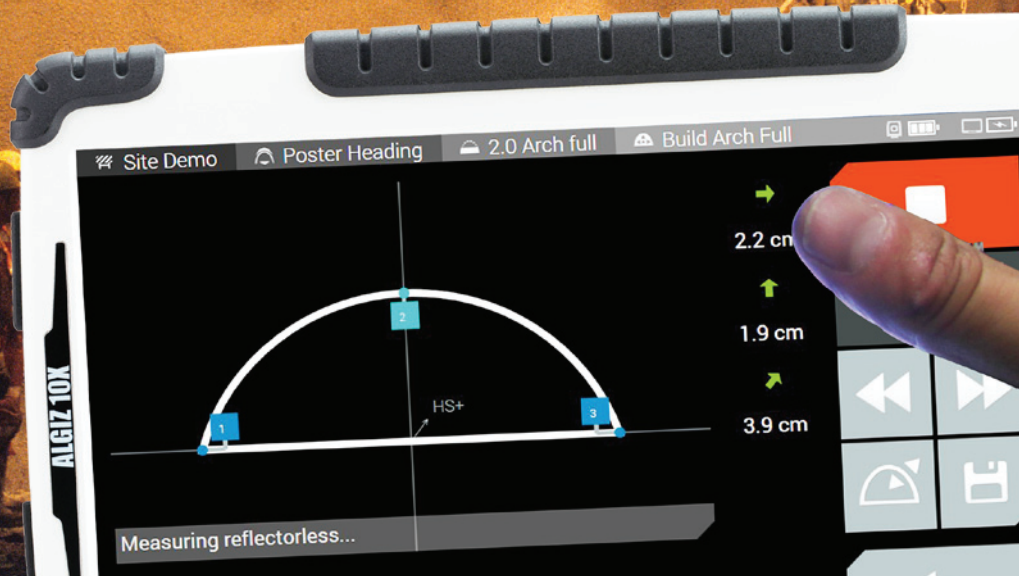 Site Demo
Poster Heading
2.0 Arch full
Build Arch Full
2.2 cm
2
1.9 cm
HS+
1
3
3.9 cm
ALGIZ 10X
Measuring reflectorless...